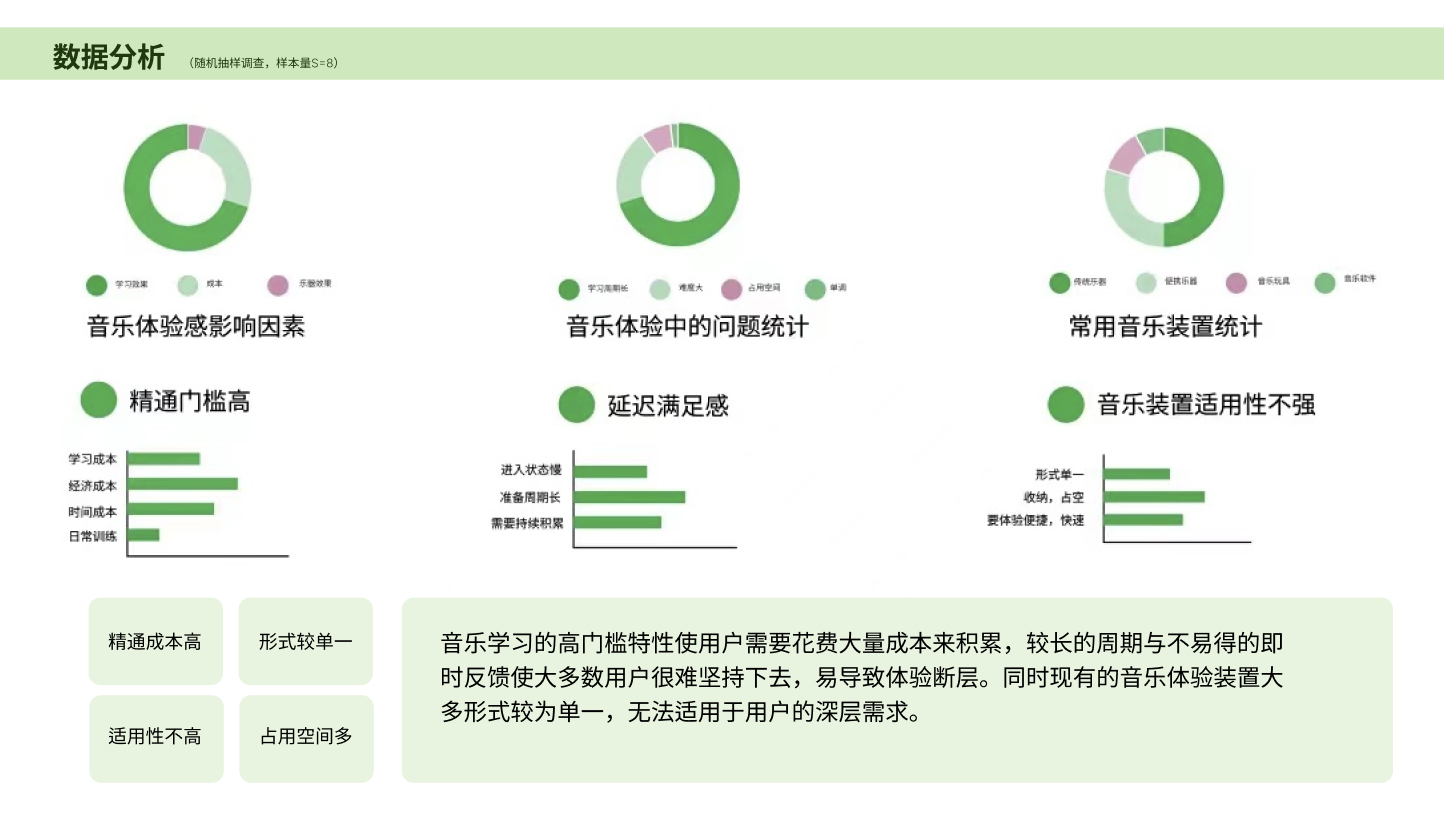 数据分析 （随机抽样调查，样本量S=8）
学习效果 成本 乐器效果
音乐体验感影响因素
学习周期长 难度大 占用空间 单调
音乐体验中的问题统计
传统乐器 便携乐器 音乐玩具 音乐软件
常用音乐装置统计
精通门槛高
学习成本
经济成本
时间成本
日常训练
延迟满足感
进入状态慢
准备周期长
需要持续积累
音乐装置适用性不强
形式单一
收纳，占空
要体验便捷，快速
精通成本高
形式较单一
适用性不高
占用空间多
音乐学习的高门槛特性使用户需要花费大量成本来积累，较长的周期与不易得的即
时反馈使大多数用户很难坚持下去，易导致体验断层。同时现有的音乐体验装置大
多形式较为单一，无法适用于用户的深层需求。